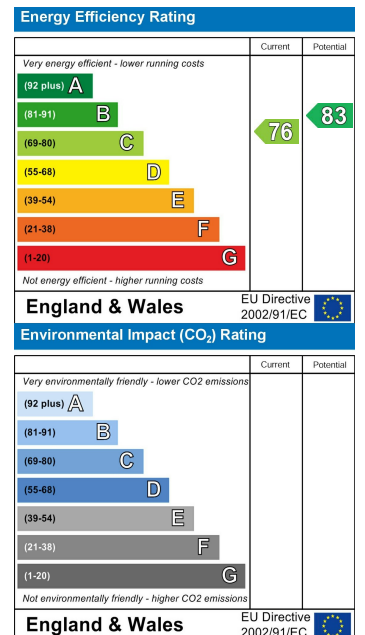 Energy Efficiency Rating
Current Potential
Very energy efficient - lower running costs
(92 plus) A
(81-91) B
83
(69-80) C
76
(55-68) D
(39-54) E
(21-38) F
(1-20) G
Not energy efficient - higher running costs
England & Wales
EU Directive
2002/91/EC
Environmental Impact (CO₂) Rating
Current Potential
Very environmentally friendly - lower CO2 emissions
(92 plus) A
(81-91) B
(69-80) C
(55-68) D
(39-54) E
(21-38) F
(1-20) G
Not environmentally friendly - higher CO2 emissions
England & Wales
EU Directive
2002/91/EC